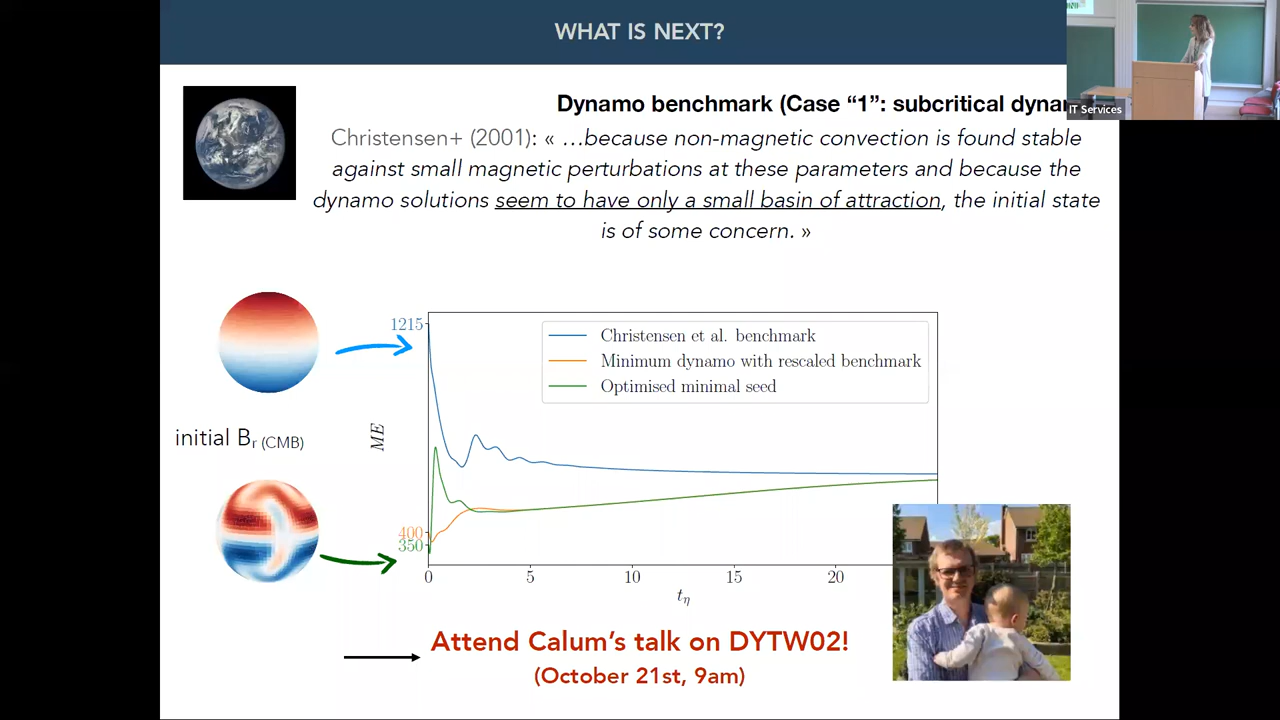 WHAT IS NEXT?
IT Services
Dynamo benchmark (Case “1”: subcritical dynam
Christensen+ (2001): « …because non-magnetic convection is found stable
against small magnetic perturbations at these parameters and because the
dynamo solutions seem to have only a small basin of attraction, the initial state
is of some concern. »
1215
Christensen et al. benchmark
Minimum dynamo with rescaled benchmark
Optimised minimal seed
ME
initial Br (CMB)
400
350
0 5 10 15 20
tη
Attend Calum’s talk on DYTW02!
(October 21st, 9am)